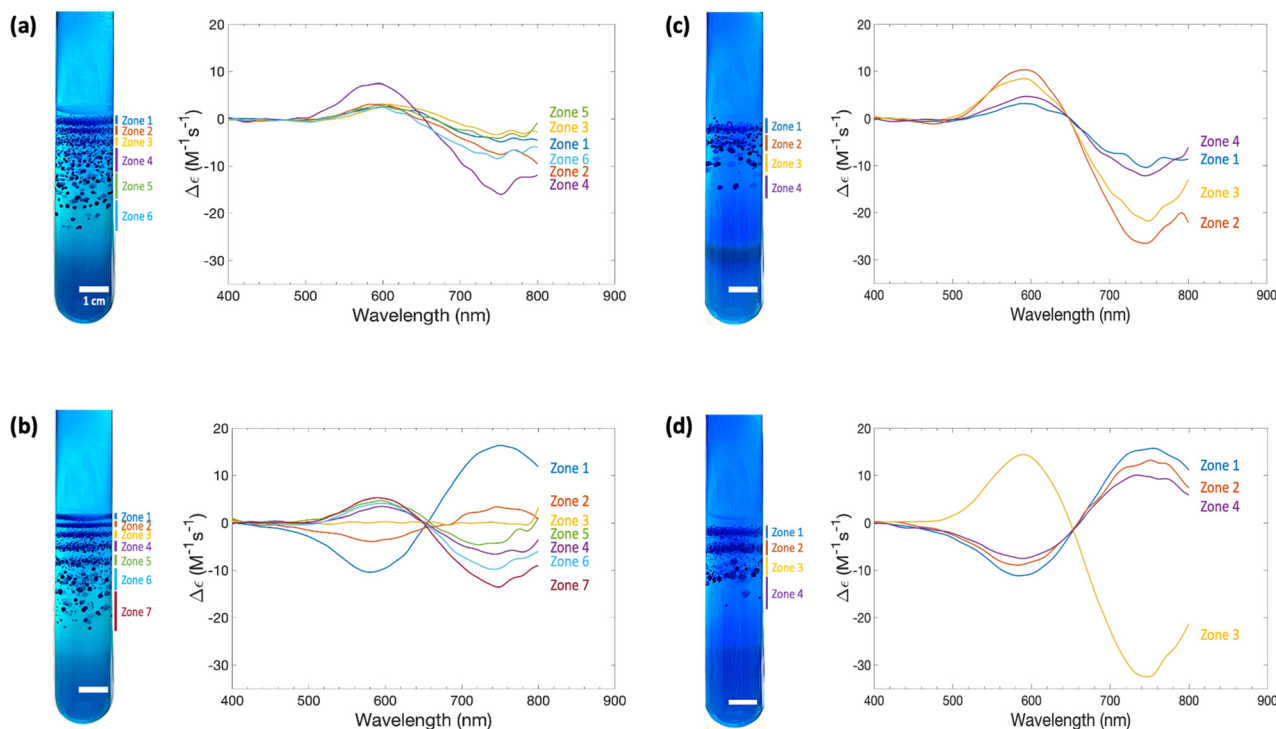 (a)
Zone 1
Zone 2
Zone 3
Zone 4
Zone 5
Zone 6
1 cm
20
10
0
-10
-20
-30
Δϵ (M⁻¹s⁻¹)
400
500
600
700
800
900
Wavelength (nm)
Zone 5
Zone 3
Zone 1
Zone 6
Zone 2
Zone 4
(c)
Zone 1
Zone 2
Zone 3
Zone 4
20
10
0
-10
-20
-30
Δϵ (M⁻¹s⁻¹)
400
500
600
700
800
900
Wavelength (nm)
Zone 4
Zone 1
Zone 3
Zone 2
(b)
Zone 1
Zone 2
Zone 3
Zone 4
Zone 5
Zone 6
Zone 7
20
10
0
-10
-20
-30
Δϵ (M⁻¹s⁻¹)
400
500
600
700
800
900
Wavelength (nm)
Zone 1
Zone 2
Zone 3
Zone 5
Zone 4
Zone 6
Zone 7
(d)
Zone 1
Zone 2
Zone 3
Zone 4
20
10
0
-10
-20
-30
Δϵ (M⁻¹s⁻¹)
400
500
600
700
800
900
Wavelength (nm)
Zone 1
Zone 2
Zone 4
Zone 3